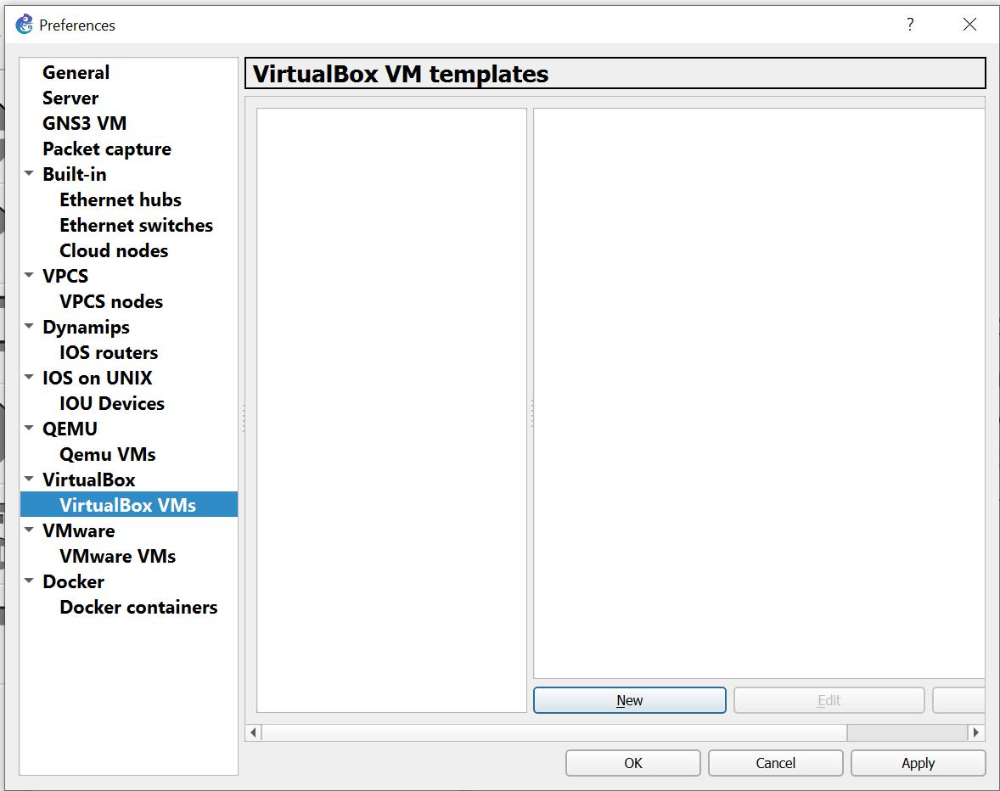 Preferences
?
General
Server
GNS3 VM
Packet capture
Built-in
Ethernet hubs
Ethernet switches
Cloud nodes
VPCS
VPCS nodes
Dynamips
IOS routers
IOS on UNIX
IOU Devices
QEMU
Qemu VMs
VirtualBox
VirtualBox VMs
VMware
VMware VMs
Docker
Docker containers
VirtualBox VM templates
New Edit
OK Cancel Apply